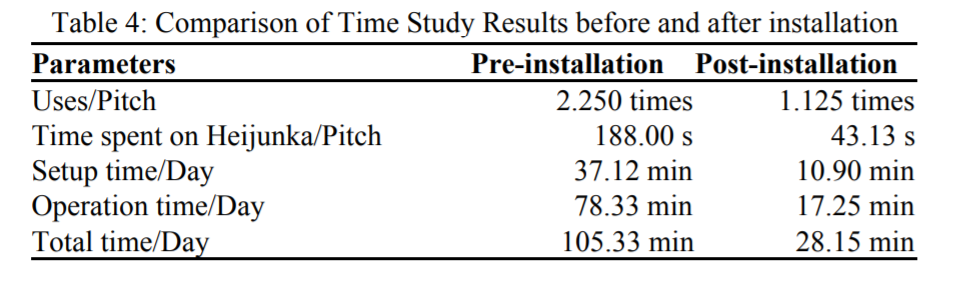 Table 4: Comparison of Time Study Results before and after installation
Parameters Pre-installation Post-installation
Uses/Pitch 2.250 times 1.125 times
Time spent on Heijunka/Pitch 188.00 s 43.13 s
Setup time/Day 37.12 min 10.90 min
Operation time/Day 78.33 min 17.25 min
Total time/Day 105.33 min 28.15 min